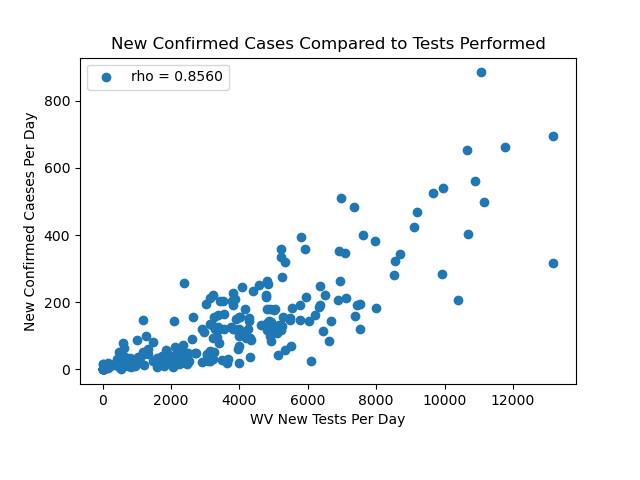 New Confirmed Cases Compared to Tests Performed
rho = 0.8560
New Confirmed Caeses Per Day
800
600
400
200
0
0 2000 4000 6000 8000 10000 12000
WV New Tests Per Day